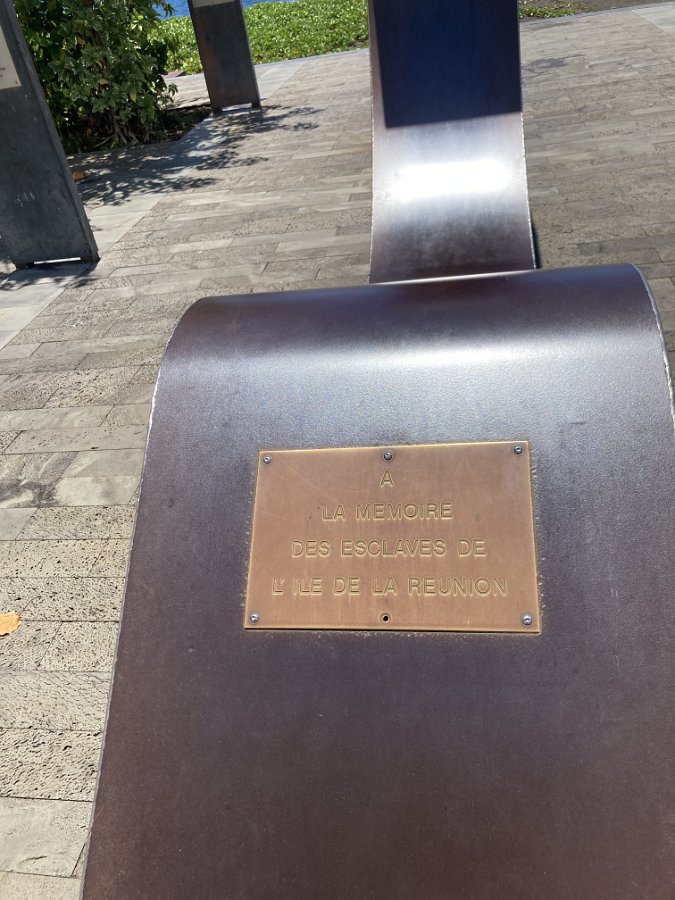 A
LA MEMOIRE
DES ESCLAVES DE
L' ILE DE LA REUNION